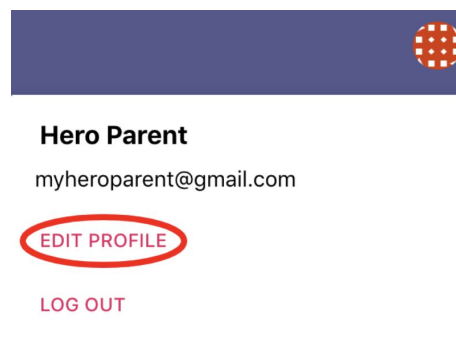 Hero Parent
myheroparent@gmail.com
EDIT PROFILE
LOG OUT